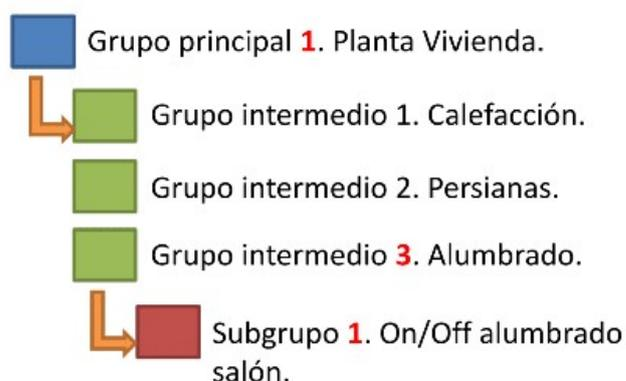 Grupo principal 1. Planta Vivienda.
Grupo intermedio 1. Calefacción.
Grupo intermedio 2. Persianas.
Grupo intermedio 3. Alumbrado.
Subgrupo 1. On/Off alumbrado
salón.